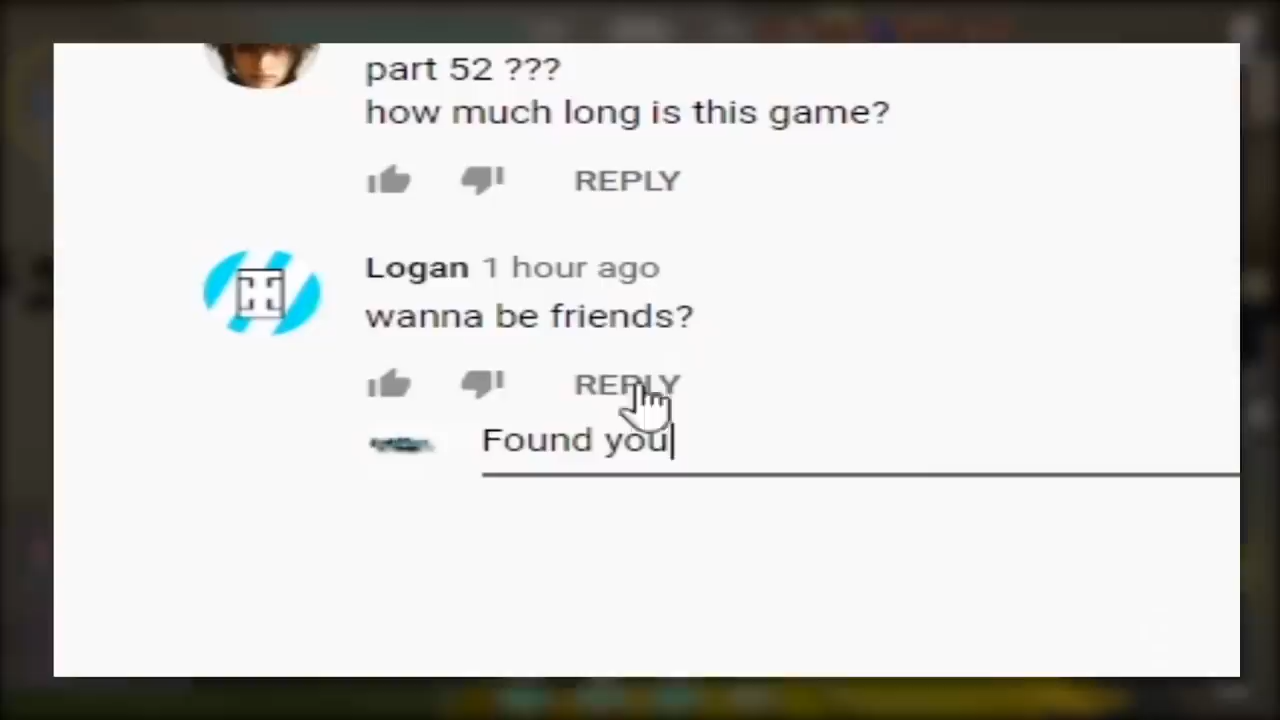 part 52 ???
how much long is this game?
REPLY
Logan 1 hour ago
wanna be friends?
REPLY
Found you